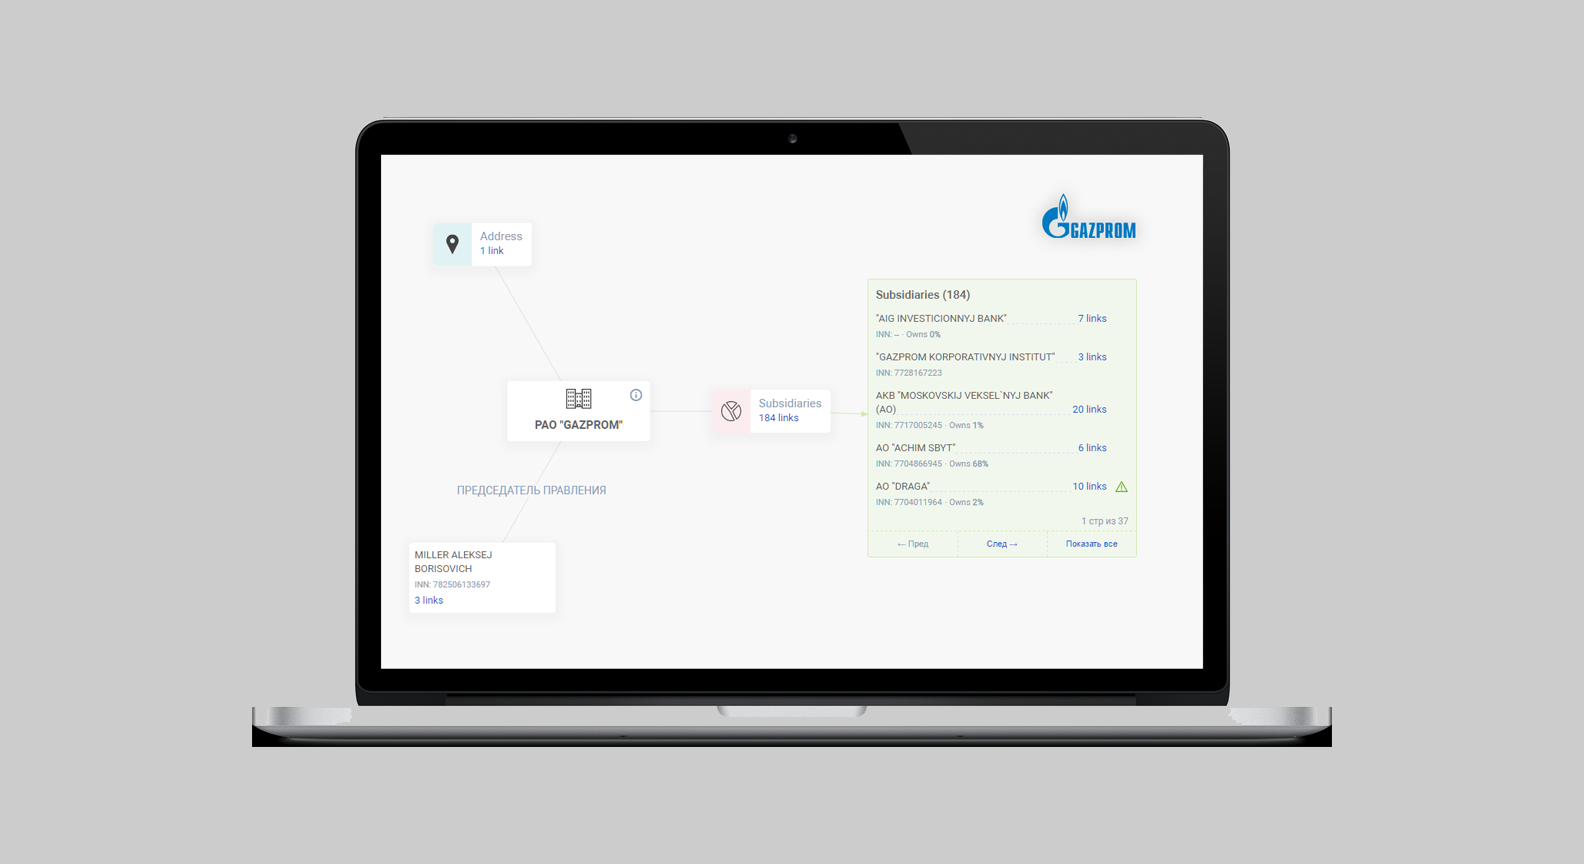 GAZPROM
Address
1 link
PAO "GAZPROM"
Subsidiaries
184 links
ПРЕДСЕДАТЕЛЬ ПРАВЛЕНИЯ
MILLER ALEKSEJ
BORISOVICH
INN: 782506133697
3 links
Subsidiaries (184)
"AIG INVESTICIONNYJ BANK" 7 links
INN: – · Owns 0%
"GAZPROM KORPORATIVNYJ INSTITUT" 3 links
INN: 7728167223
AKB "MOSKOVSKIJ VEKSEL`NYJ BANK"
(AO) 20 links
INN: 7717005245 · Owns 1%
AO "ACHIM SBYT" 6 links
INN: 7704866945 · Owns 68%
AO "DRAGA" 10 links
INN: 7704011964 · Owns 2%
1 стр из 37
← Пред След → Показать все